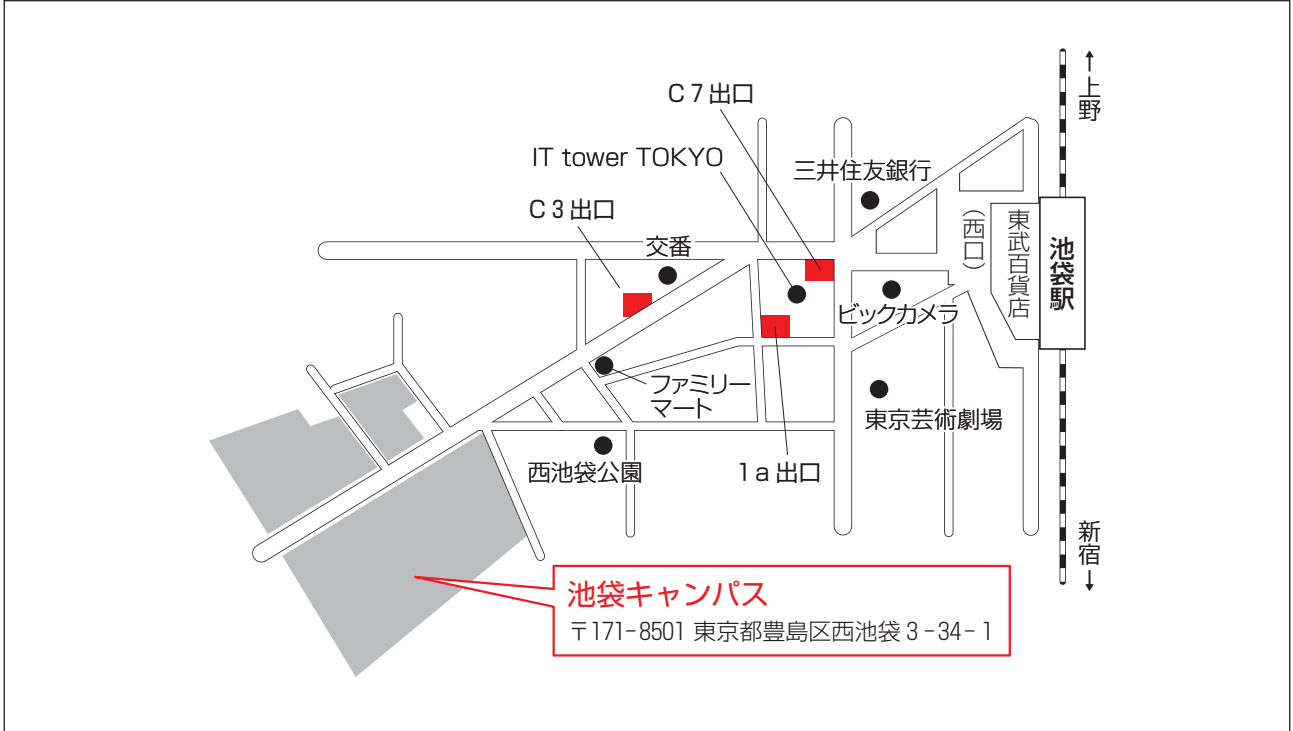 ↑上野
C7出口
IT tower TOKYO
三井住友銀行
C3出口
交番
(西口)
東武百貨店
池袋駅
ビックカメラ
ファミリー
マート
東京芸術劇場
西池袋公園
1a出口
新宿↓
池袋キャンパス
〒171-8501 東京都豊島区西池袋3-34-1